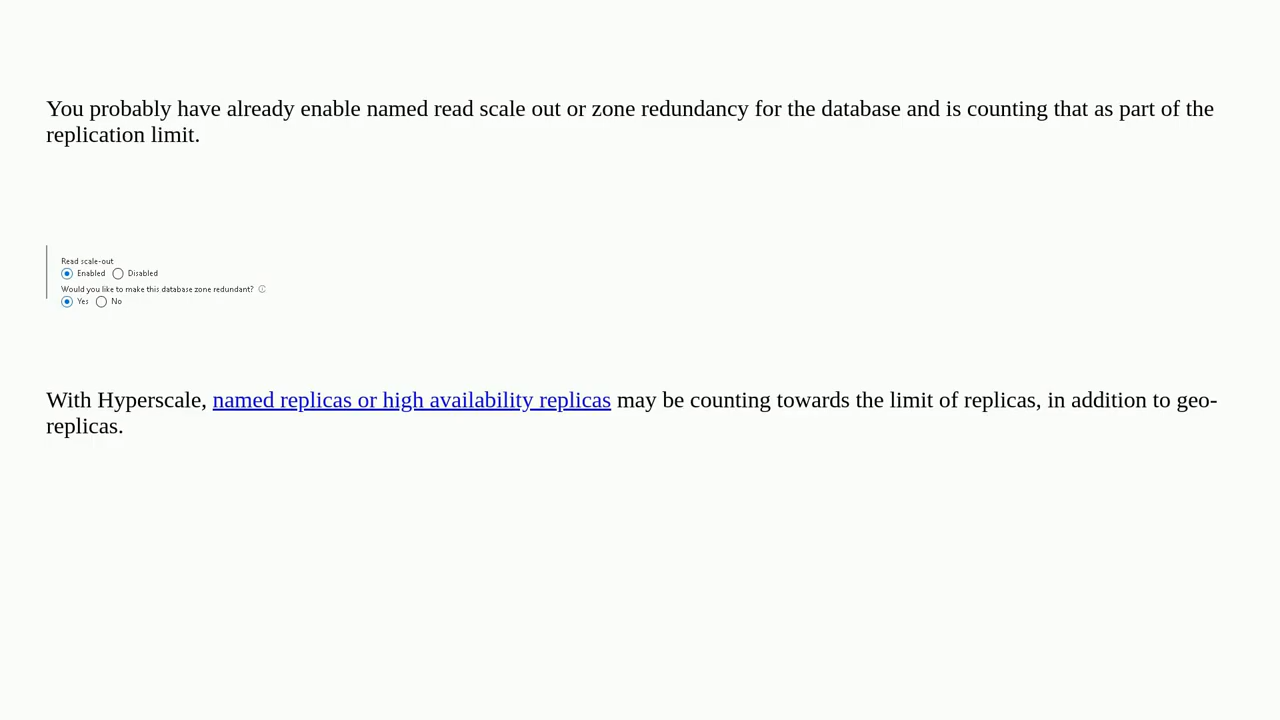 You probably have already enable named read scale out or zone redundancy for the database and is counting that as part of the
replication limit.
Read scale-out
Enabled Disabled
Would you like to make this database zone redundant?
Yes No
With Hyperscale, named replicas or high availability replicas may be counting towards the limit of replicas, in addition to geo-
replicas.